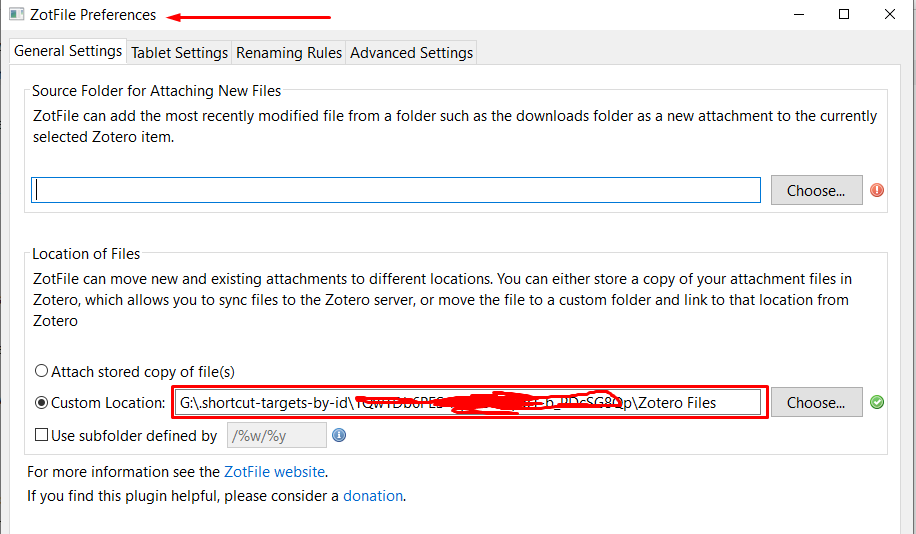 ZotFile Preferences
General Settings Tablet Settings Renaming Rules Advanced Settings
Source Folder for Attaching New Files
ZotFile can add the most recently modified file from a folder such as the downloads folder as a new attachment to the currently
selected Zotero item.
Choose...
Location of Files
ZotFile can move new and existing attachments to different locations. You can either store a copy of your attachment files in
Zotero, which allows you to sync files to the Zotero server, or move the file to a custom folder and link to that location from
Zotero
Attach stored copy of file(s)
Custom Location: G:\.shortcut-targets-by-id\ \Zotero Files Choose...
Use subfolder defined by /%w/%y
For more information see the ZotFile website.
If you find this plugin helpful, please consider a donation.